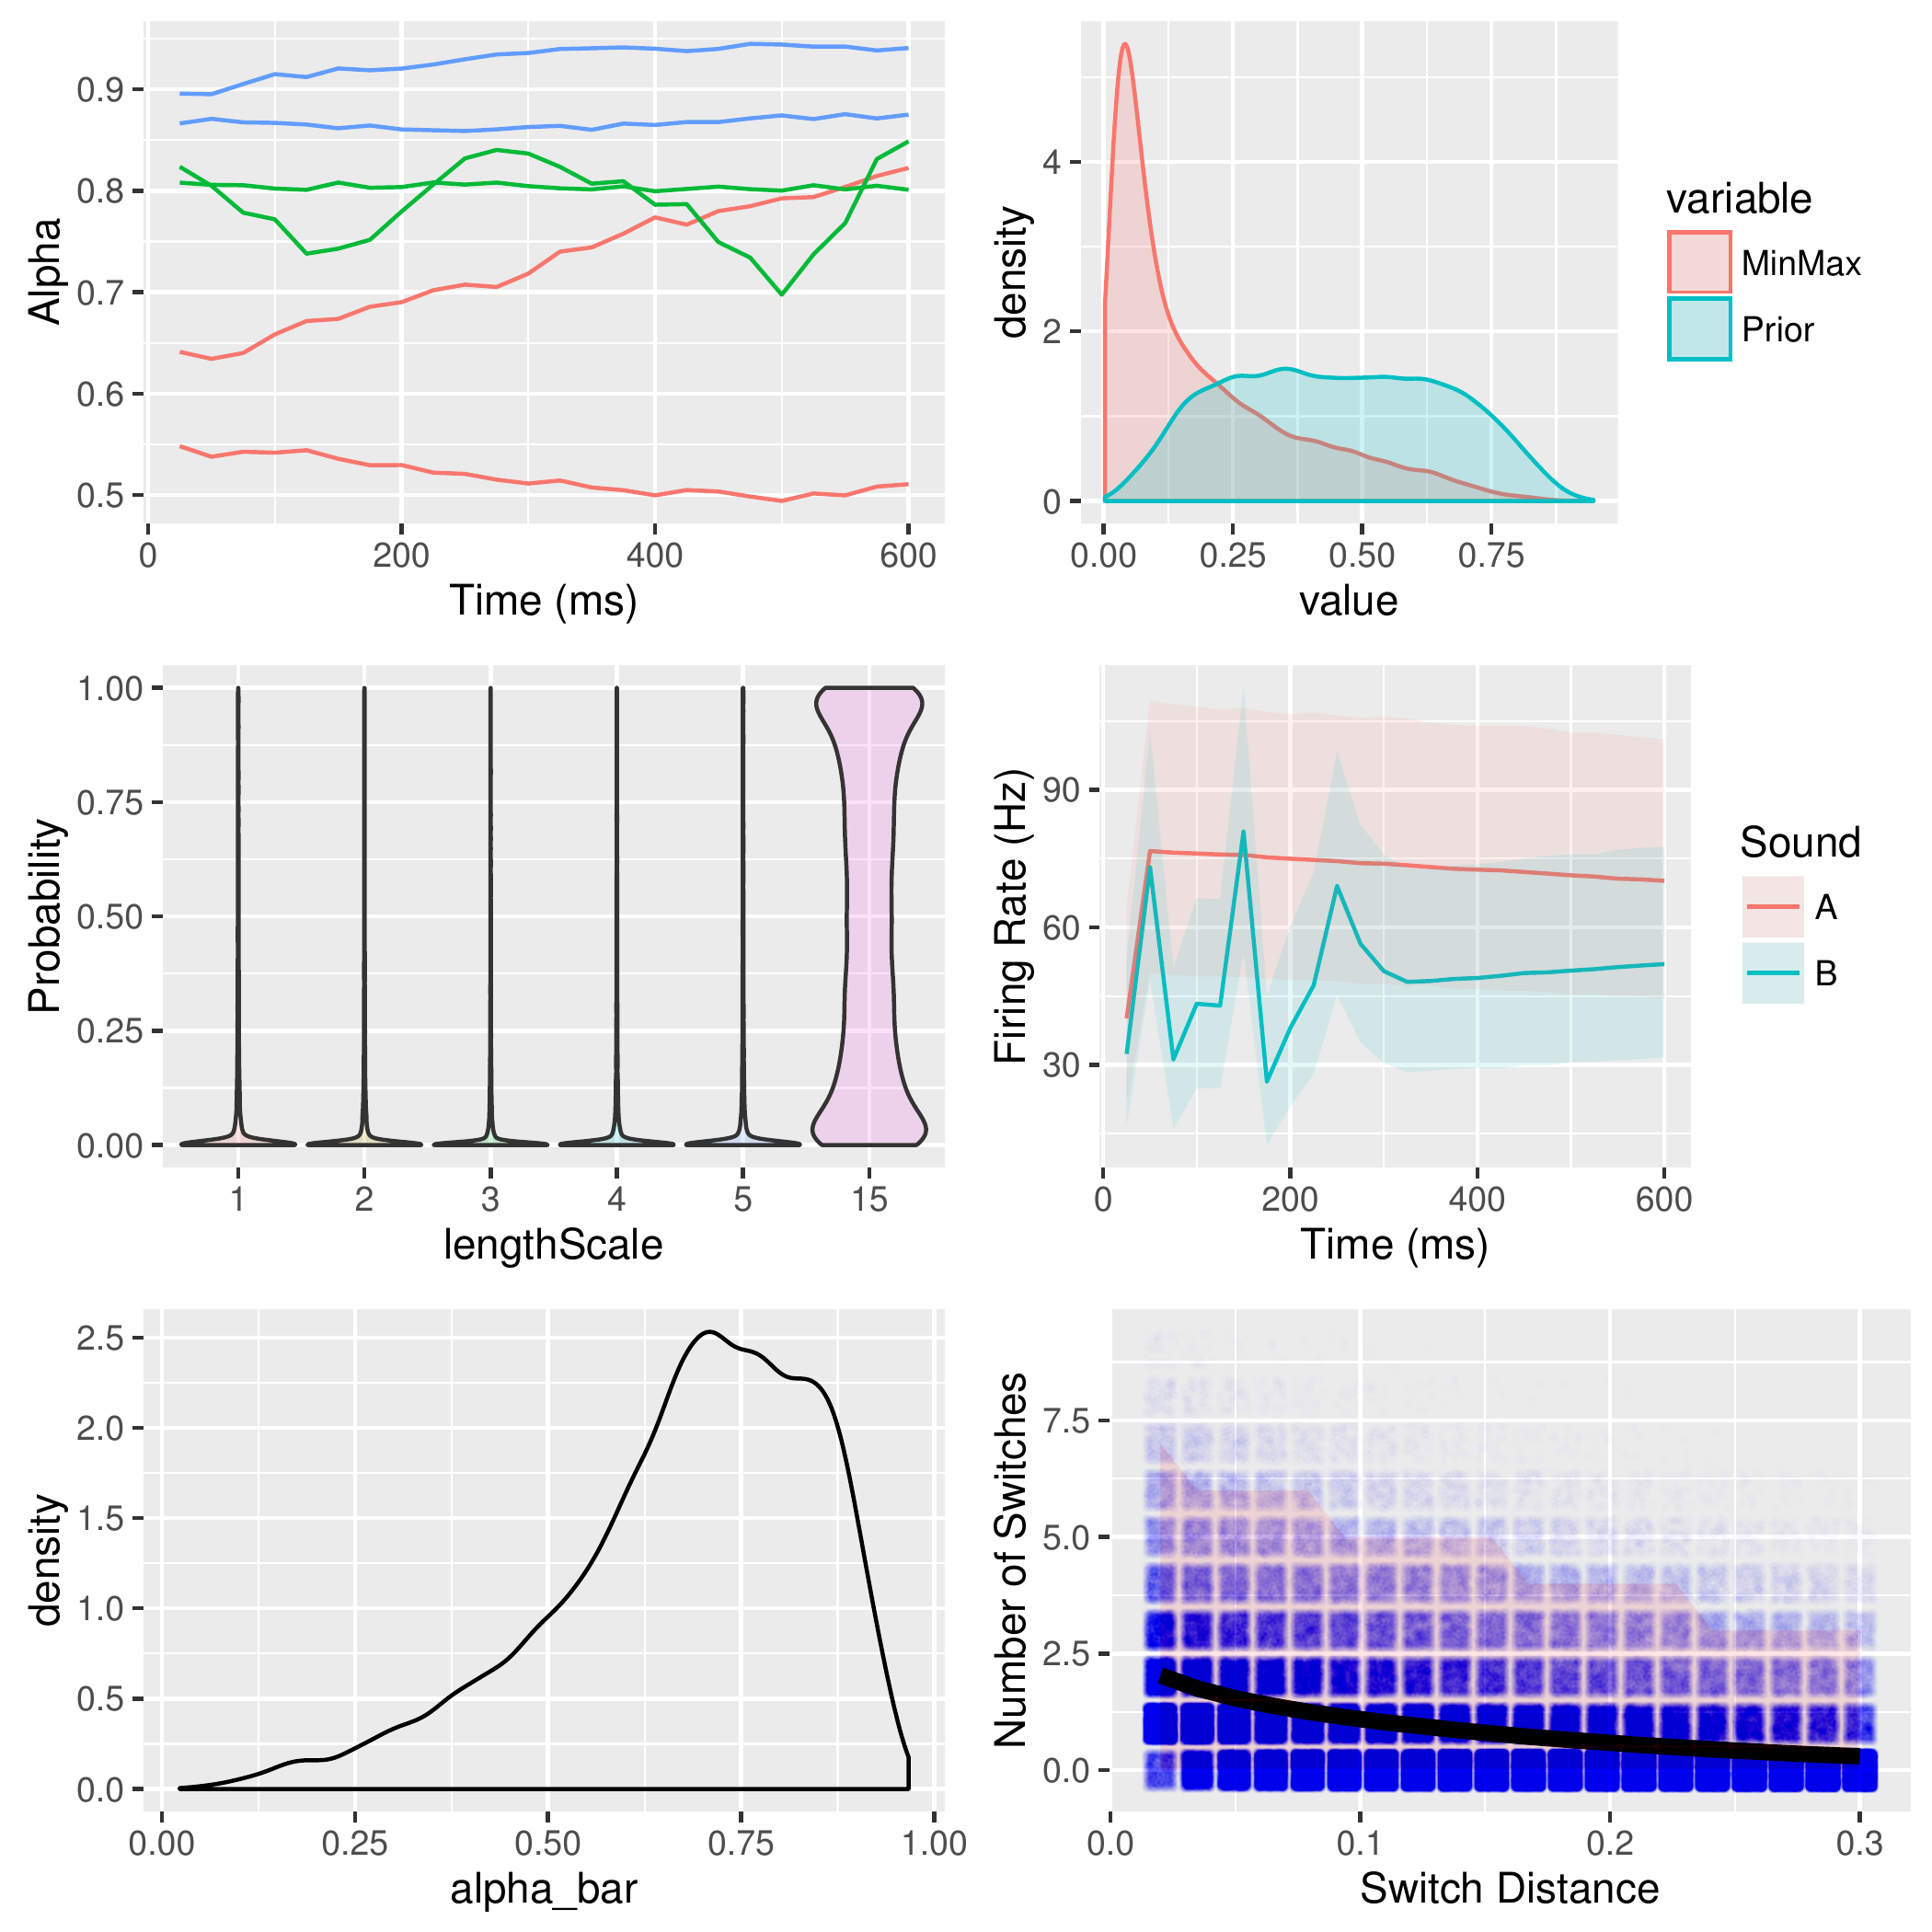 0.9
0.8
0.7
0.6
0.5
Alpha
0 200 400 600
Time (ms)
4
2
0
density
0.00 0.25 0.50 0.75
value
variable
MinMax
Prior
1.00
0.75
0.50
0.25
0.00
Probability
1 2 3 4 5 15
lengthScale
90
60
30
Firing Rate (Hz)
0 200 400 600
Time (ms)
Sound
A
B
2.5
2.0
1.5
1.0
0.5
0.0
density
0.00 0.25 0.50 0.75 1.00
alpha_bar
7.5
5.0
2.5
0.0
Number of Switches
0.0 0.1 0.2 0.3
Switch Distance